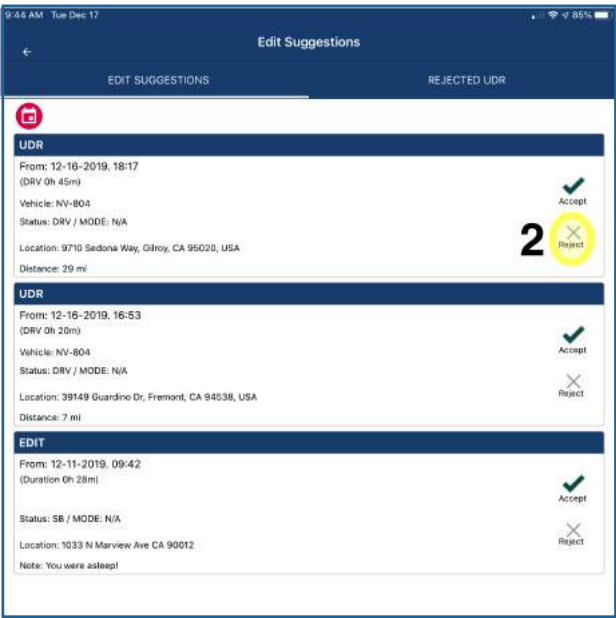 9:44 AM Tue Dec 17
85%
Edit Suggestions
EDIT SUGGESTIONS
REJECTED UDR
UDR
From: 12-16-2019, 18:17
(DRV 0h 45m)
Vehicle: NV-804
Status: DRV / MODE: N/A
Location: 9710 Sedona Way, Gilroy, CA 95020, USA
Distance: 29 mi
Accept
2
Reject
UDR
From: 12-16-2019, 16:53
(DRV 0h 20m)
Vehicle: NV-804
Status: DRV / MODE: N/A
Location: 39149 Guardino Dr, Fremont, CA 94538, USA
Distance: 7 mi
Accept
Reject
EDIT
From: 12-11-2019, 09:42
(Duration 0h 28m)
Status: SB / MODE: N/A
Location: 1033 N Marview Ave CA 90012
Note: You were asleep!
Accept
Reject